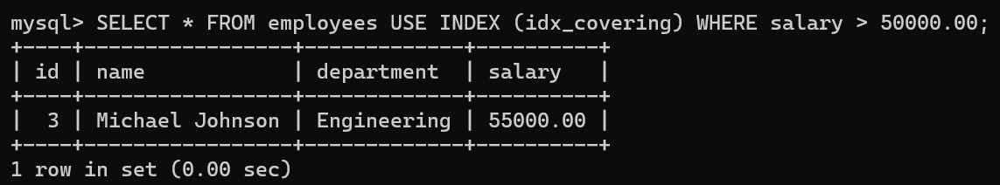 mysql> SELECT * FROM employees USE INDEX (idx_covering) WHERE salary > 50000.00;
+----+-----------------+-------------+----------+
| id | name            | department  | salary   |
+----+-----------------+-------------+----------+
|  3 | Michael Johnson | Engineering | 55000.00 |
+----+-----------------+-------------+----------+
1 row in set (0.00 sec)